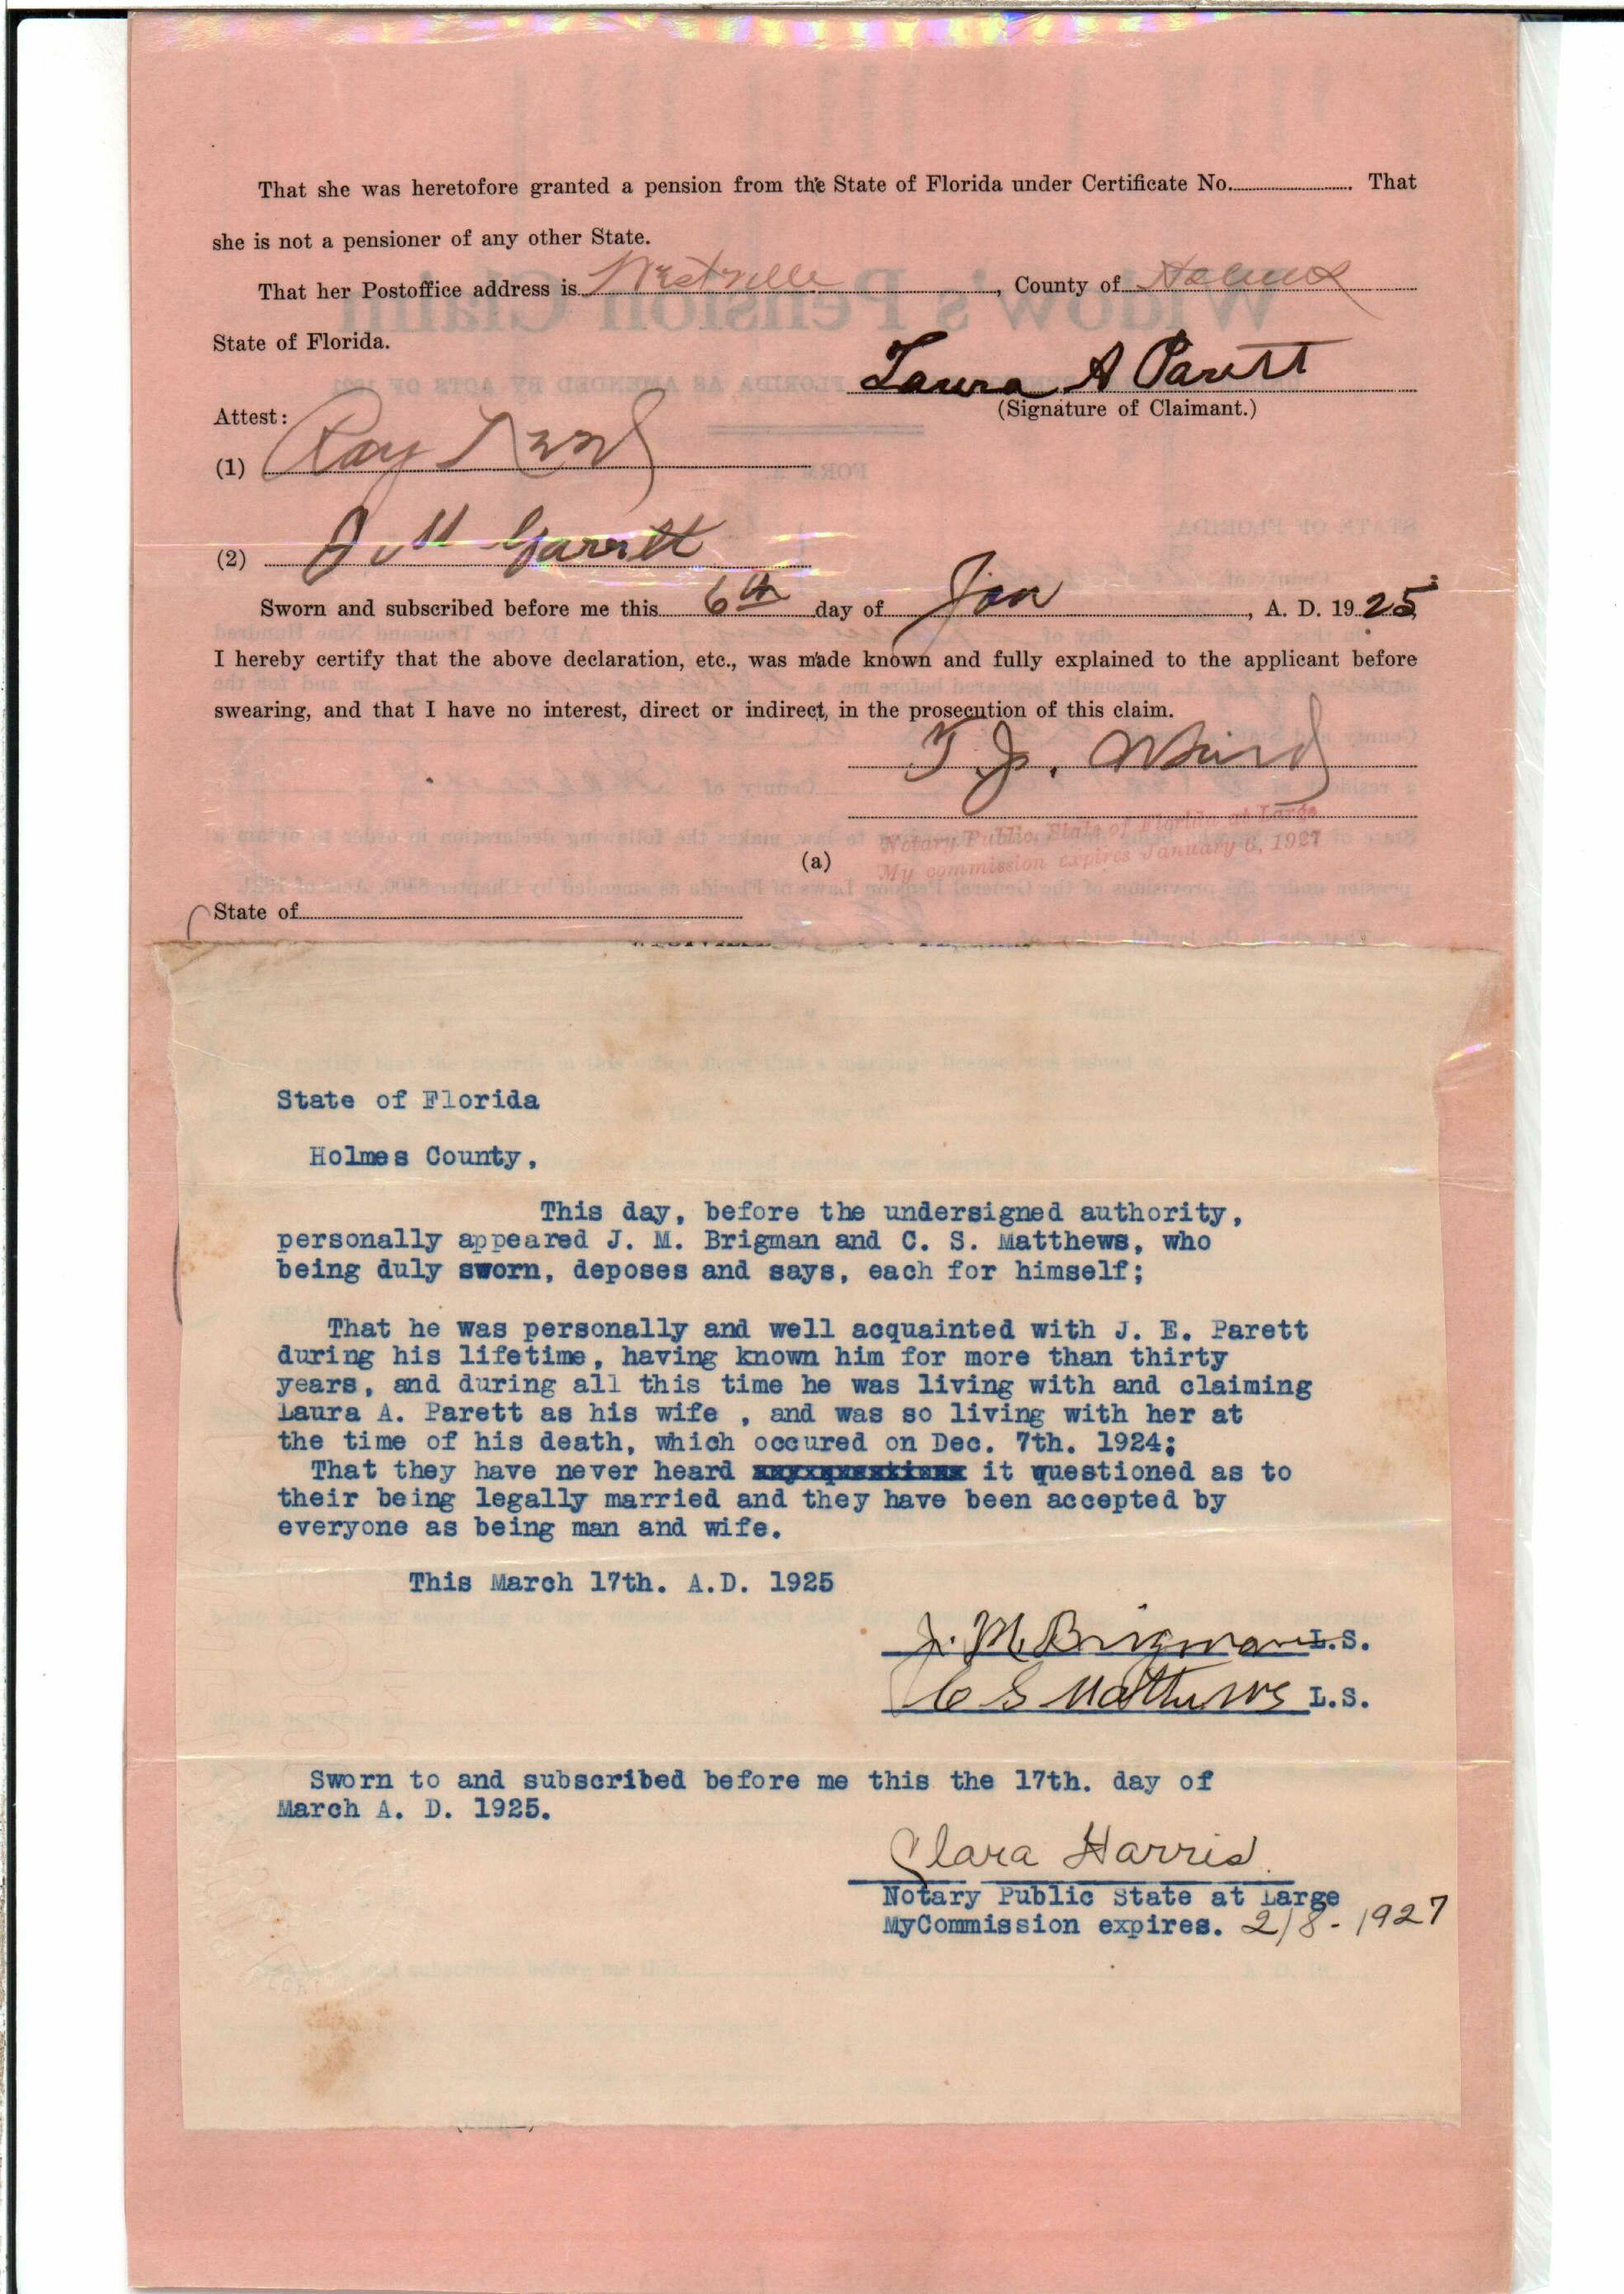 That she was heretofore granted a pension from the State of Florida under Certificate No. That
she is not a pensioner of any other State.
That her Postoffice address is Westville, County of Holmes
State of Florida.
Laura A Parett
Attest: (Signature of Claimant.)
(1) Roy
(2) J M Garrett
Sworn and subscribed before me this 6th day of Jan, A. D. 1925
I hereby certify that the above declaration, etc., was made known and fully explained to the applicant before
swearing, and that I have no interest, direct or indirect, in the prosecution of this claim.
T. J.
Notary Public, State of Florida at Large
My commission expires January 6, 1927
(a)
State of
State of Florida
Holmes County,
This day, before the undersigned authority,
personally appeared J. M. Brigman and C. S. Matthews, who
being duly sworn, deposes and says, each for himself;
That he was personally and well acquainted with J. E. Parett
during his lifetime, having known him for more than thirty
years, and during all this time he was living with and claiming
Laura A. Parett as his wife , and was so living with her at
the time of his death, which occured on Dec. 7th. 1924;
That they have never heard it questioned as to
their being legally married and they have been accepted by
everyone as being man and wife.
This March 17th. A.D. 1925
J. M. Brigman L.S.
C S Matthews L.S.
Sworn to and subscribed before me this the 17th. day of
March A. D. 1925.
Clara Harris
Notary Public State at Large
MyCommission expires. 2/8-1927